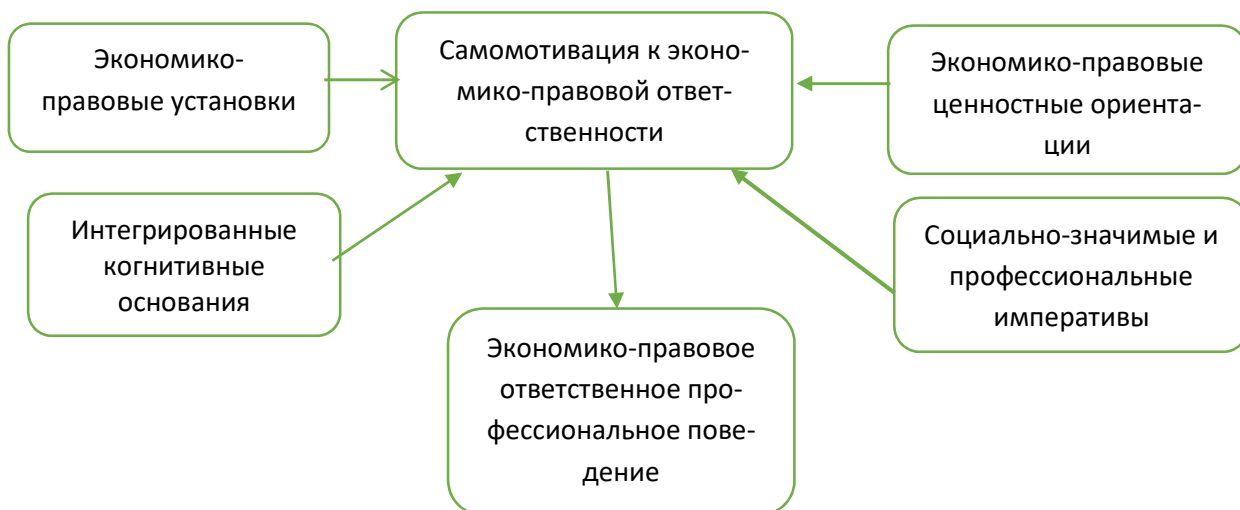 Экономико-
правовые установки
Самомотивация к эконо-
мико-правовой ответ-
ственности
Экономико-правовые
ценностные ориента-
ции
Интегрированные
когнитивные
основания
Социально-значимые и
профессиональные
императивы
Экономико-правовое
ответственное про-
фессиональное пове-
дение